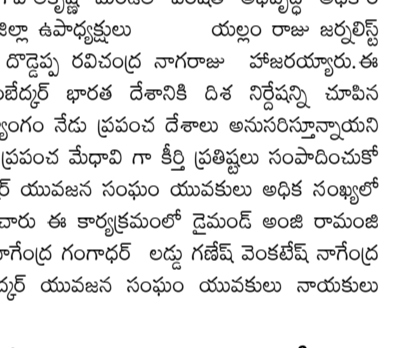 జిల్లా ఉపాధ్యక్షులు యల్లం రాజు జర్నలిస్ట్
దొడ్డెప్ప రవిచంద్ర నాగరాజు హాజరయ్యారు. ఈ
ంబేద్కర్ భారత దేశానికి దిశ నిర్దేషన్ని చూపిన
్యంగం నేడు ప్రపంచ దేశాలు అనుసరిస్తూన్నాయని
ప్రపంచ మేధావి గా కీర్తి ప్రతిష్టలు సంపాదించుకో
ర్ యువజన సంఘం యువకులు అధిక సంఖ్యలో
చారు ఈ కార్యక్రమంలో డైమండ్ అంజి రామంజి
నాగేంద్ర గంగాధర్ లడ్డు గణేష్ వెంకటేష్ నాగేంద్ర
ద్కర్ యువజన సంఘం యువకులు నాయకులు